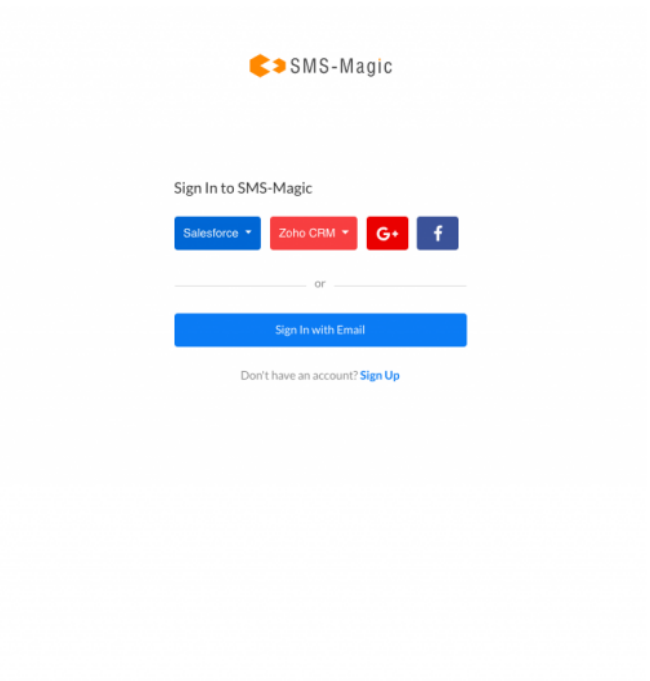 SMS-Magic
Sign In to SMS-Magic
Salesforce Zoho CRM G+ f
or
Sign In with Email
Don't have an account? Sign Up